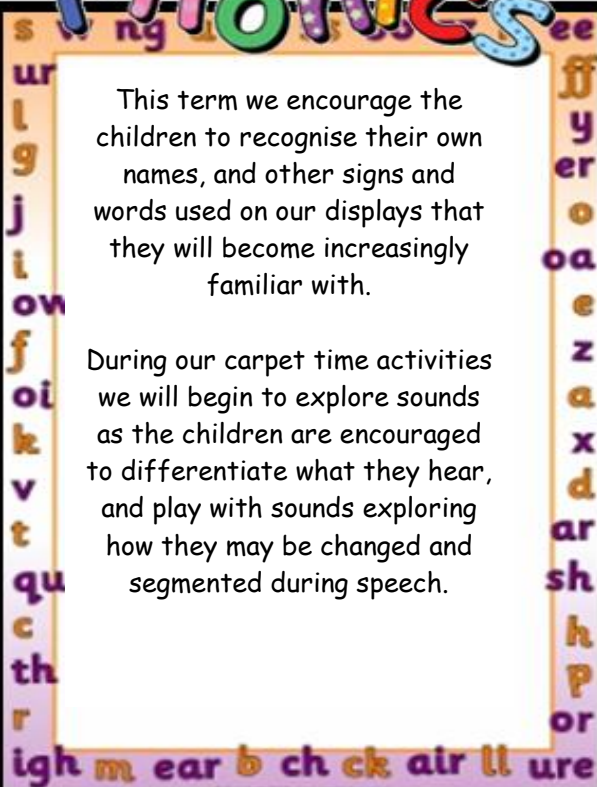 Phonics
s w ng
ee
ur
ff
l
y
g
er
j
o
i
oa
ow
e
f
z
oi
a
k
x
v
d
t
ar
qu
sh
c
h
th
p
r
or
igh m ear b ch ck air ll ure
This term we encourage the
children to recognise their own
names, and other signs and
words used on our displays that
they will become increasingly
familiar with.
During our carpet time activities
we will begin to explore sounds
as the children are encouraged
to differentiate what they hear,
and play with sounds exploring
how they may be changed and
segmented during speech.